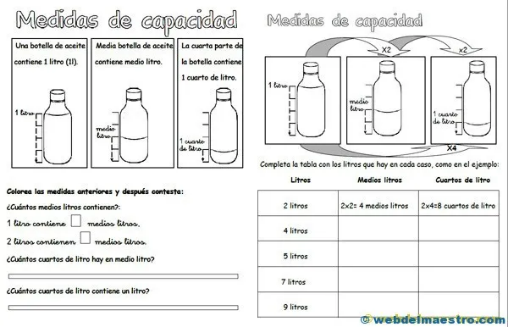 Medidas de capacidad
Una botella de aceite
contiene 1 litro (1l).
Media botella de aceite
contiene medio litro.
La cuarta parte de
la botella contiene
1 cuarto de litro.
1 litro
medio
litro
1 cuarto
de litro
Colorea las medidas anteriores y después contesta:
¿Cuántos medios litros contienen?:
1 litro contiene medios litros.
2 litros contienen medios litros.
¿Cuántos cuartos de litro hay en medio litro?
¿Cuántos cuartos de litro contiene un litro?
Medidas de capacidad
X2
x2
1 litro
medio
litro
1 cuarto
de litro
X4
Completa la tabla con los litros que hay en cada caso, como en el ejemplo:
Litros Medios litros Cuartos de litro
2 litros 2x2= 4 medios litros 2x4=8 cuartos de litro
4 litros
5 litros
7 litros
9 litros
© webdelmaestro.com